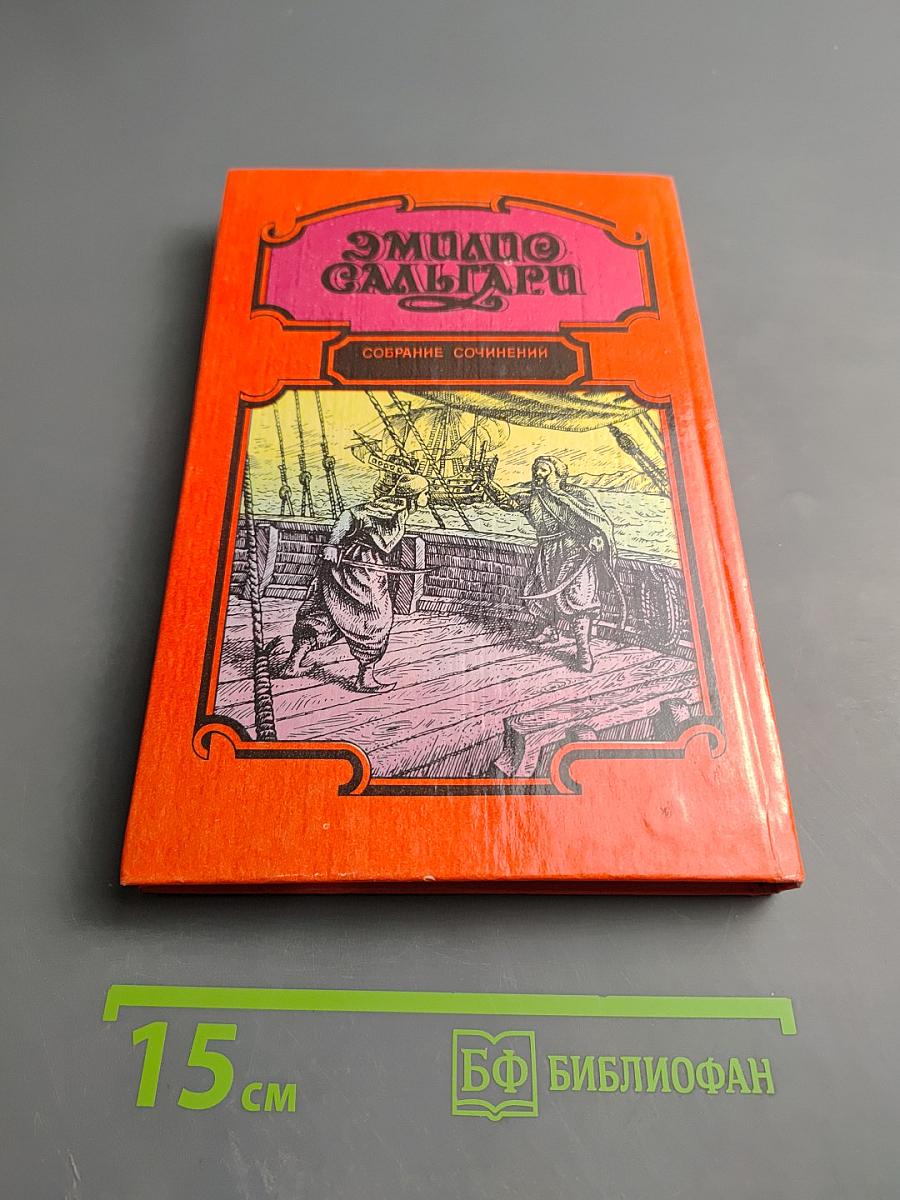 ЭМИЛИО
САЛЬГАРИ
СОБРАНИЕ СОЧИНЕНИЙ
15 см
БФ БИБЛИОФАН